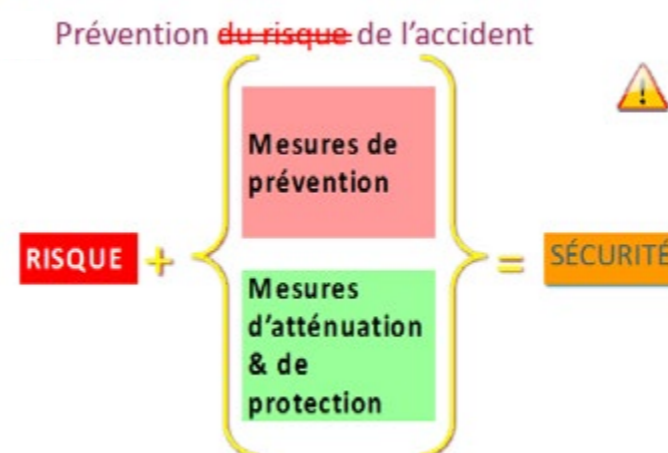 Prévention du risque de l'accident
Mesures de
prévention
RISQUE + = SÉCURITÉ
Mesures
d'atténuation
& de
protection